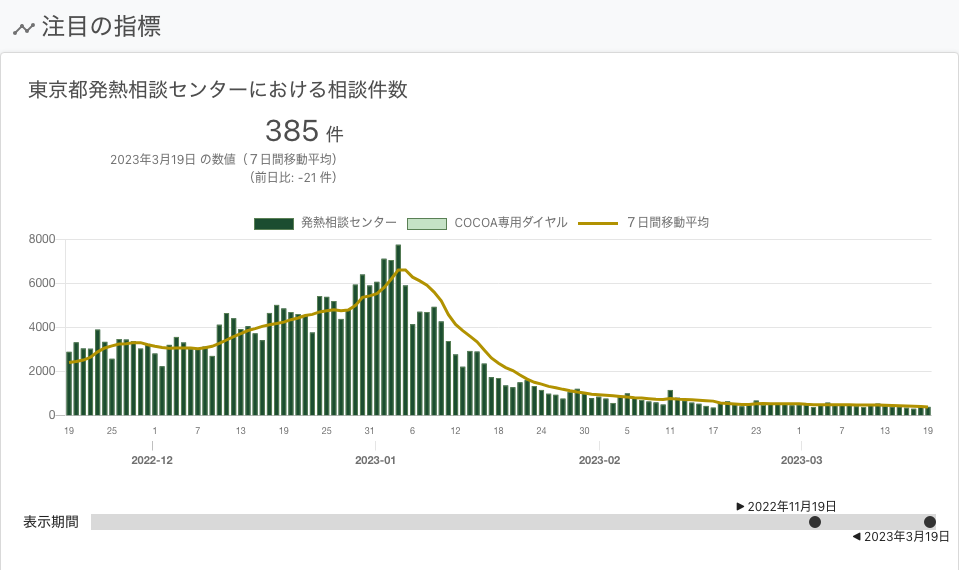 注目の指標
東京都発熱相談センターにおける相談件数
385 件
2023年3月19日 の数値（７日間移動平均）
（前日比: -21 件）
発熱相談センター COCOA専用ダイヤル ７日間移動平均
8000
6000
4000
2000
0
19 25 1 7 13 19 25 31 6 12 18 24 30 5 11 17 23 1 7 13 19
2022-12 2023-01 2023-02 2023-03
▶ 2022年11月19日
表示期間
◀ 2023年3月19日